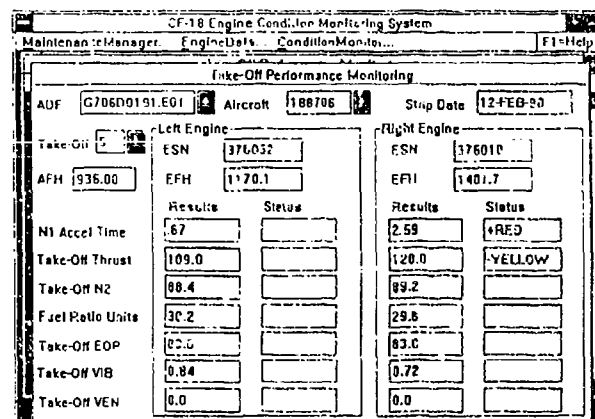 CF-18 Engine Condition Monitoring System
MaintenanceManager. EngineData... ConditionMonitor... F1=Help
Take-Off Performance Monitoring
ADF G706D0191.E01 Aircraft 188706 Strip Date 12-FEB-90
Take-Off 5
AFH 936.00
Left Engine
ESN 376032
EFH 1170.1
Right Engine
ESN 376010
EFH 1401.7
Results Status Results Status
N1 Accel Time .67 2.59 +RED
Take-Off Thrust 109.0 120.0 -YELLOW
Take-Off N2 88.4 89.2
Fuel Ratio Units 30.2 29.6
Take-Off EOP 83.0
Take-Off VIB 0.84 0.72
Take-Off VEN 0.0 0.0